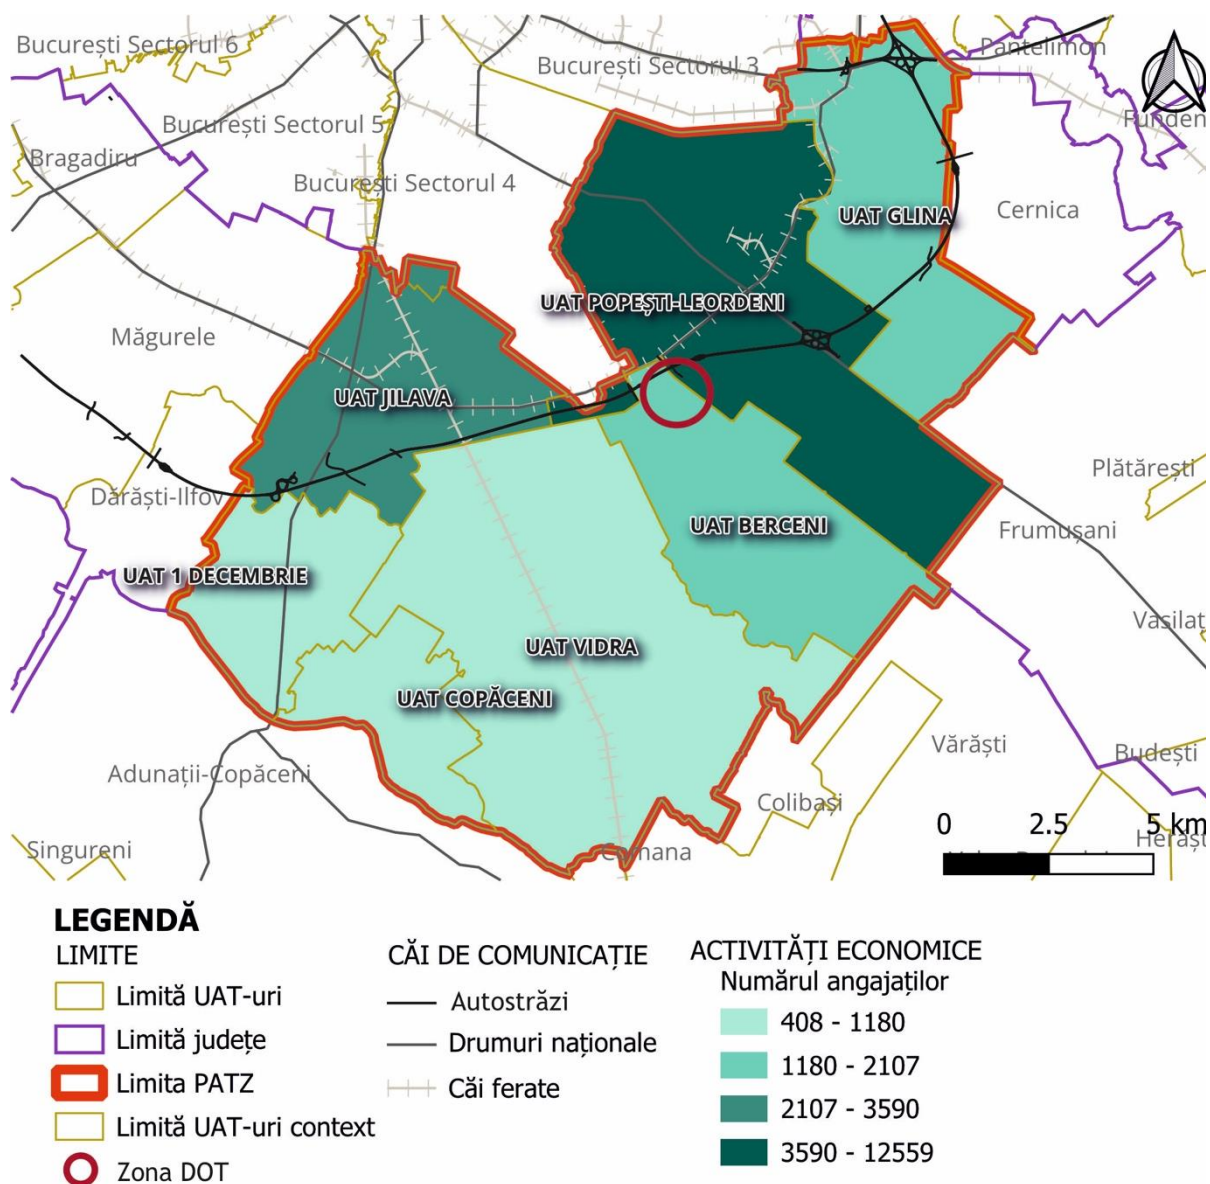 București Sectorul 6
București Sectorul 3
Pantelimon
București Sectorul 5
Bragadiru
București Sectorul 4
Cernica
UAT GLINA
UAT POPEȘTI-LEORDENI
Măgurele
UAT JILAVA
Plătărești
Dărăști-Ilfov
UAT BERCENI
Frumușani
UAT 1 DECEMBRIE
UAT VIDRA
UAT COPĂCENI
Vărăști
Budești
Adunații-Copăceni
Colibași
0 2.5 5 km
Singureni
Comana
LEGENDĂ
LIMITE
Limită UAT-uri
Limită județe
Limita PATZ
Limită UAT-uri context
Zona DOT
CĂI DE COMUNICAȚIE
Autostrăzi
Drumuri naționale
Căi ferate
ACTIVITĂȚI ECONOMICE
Numărul angajaților
408 - 1180
1180 - 2107
2107 - 3590
3590 - 12559